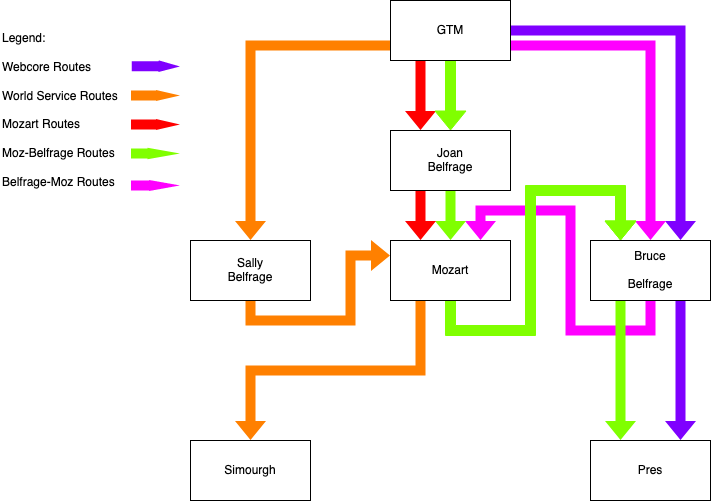 GTM
Legend:
Webcore Routes
World Service Routes
Mozart Routes
Moz-Belfrage Routes
Belfrage-Moz Routes
Joan
Belfrage
Sally
Belfrage
Mozart
Bruce
Belfrage
Simourgh
Pres